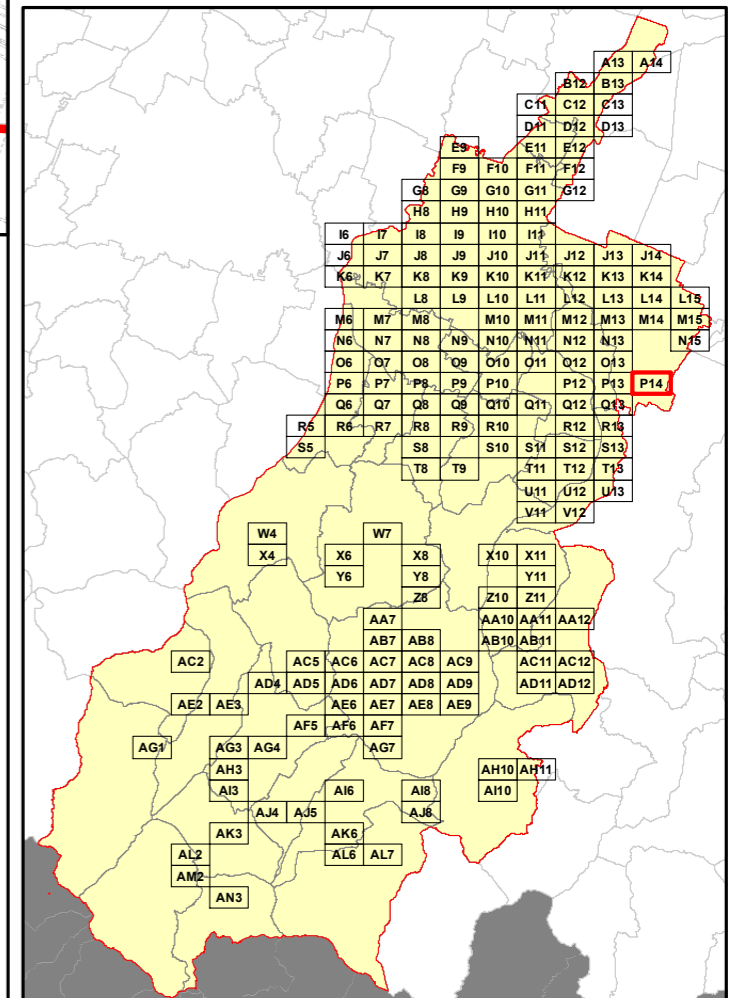 A13 A14
B12 B13
C11 C12 C13
D11 D12 D13
E9 E11 E12
F9 F10 F11 F12
G8 G9 G10 G11 G12
H8 H9 H10 H11
I6 I7 I8 I9 I10 I11
J6 J7 J8 J9 J10 J11 J12 J13 J14
K6 K7 K8 K9 K10 K11 K12 K13 K14
L8 L9 L10 L11 L12 L13 L14 L15
M6 M7 M8 M10 M11 M12 M13 M14 M15
N6 N7 N8 N9 N10 N11 N12 N13 N15
O6 O7 O8 O9 O10 O11 O12 O13
P6 P7 P8 P9 P10 P12 P13 P14
Q6 Q7 Q8 Q9 Q10 Q11 Q12 Q13
R5 R6 R7 R8 R9 R10 R12 R13
S5 S8 S10 S11 S12 S13
T8 T9 T11 T12 T13
U11 U12 U13
V11 V12
W4 W7
X4 X6 X8 X10 X11
Y6 Y8 Y11
Z8 Z10 Z11
AA7 AA10 AA11 AA12
AB7 AB8 AB10 AB11
AC2 AC5 AC6 AC7 AC8 AC9 AC11 AC12
AD4 AD5 AD6 AD7 AD8 AD9 AD11 AD12
AE2 AE3 AE6 AE7 AE8 AE9
AF5 AF6 AF7
AG1 AG3 AG4 AG7
AH3 AH10 AH11
AI3 AI6 AI8 AI10
AJ4 AJ5 AJ8
AK3 AK6
AL2 AL6 AL7
AM2
AN3